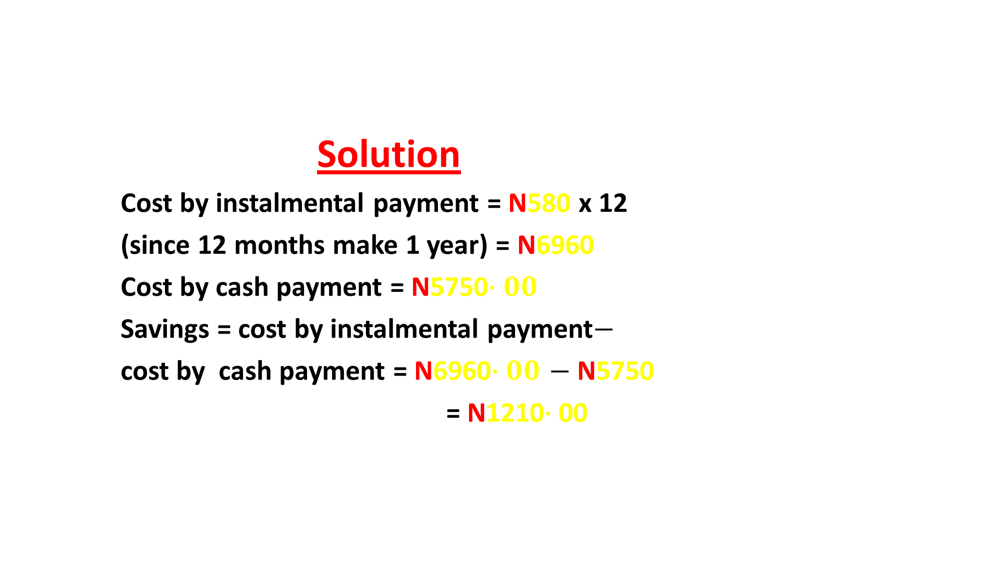 Solution
Cost by instalmental payment = N580 x 12
(since 12 months make 1 year) = N6960
Cost by cash payment = N5750· 00
Savings = cost by instalmental payment−
cost by  cash payment = N6960· 00 − N5750
= N1210· 00